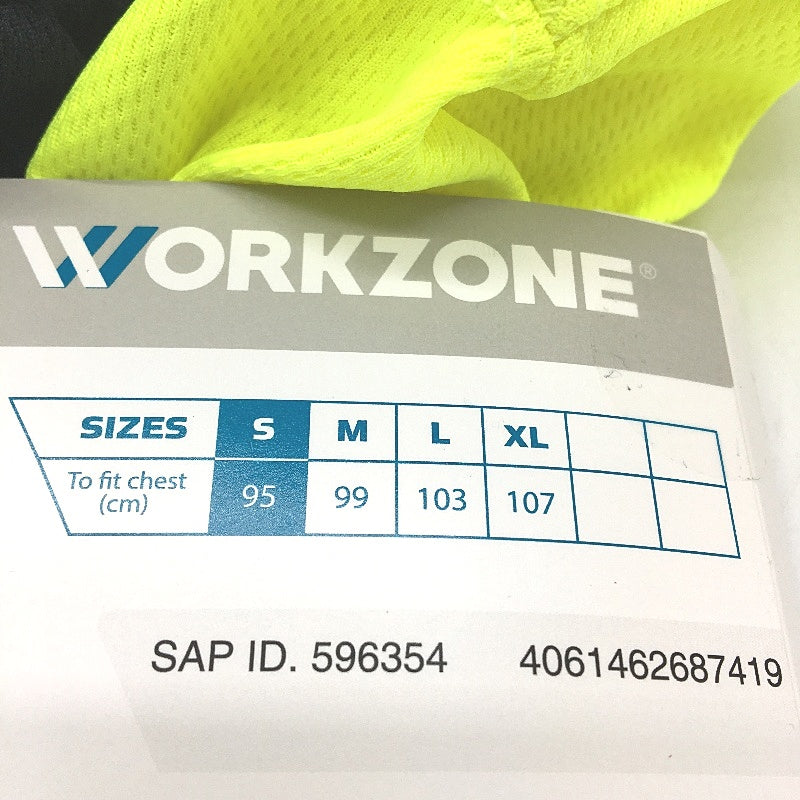 WORKZONE®
SIZES S M L XL
To fit chest (cm) 95 99 103 107
SAP ID. 596354 4061462687419